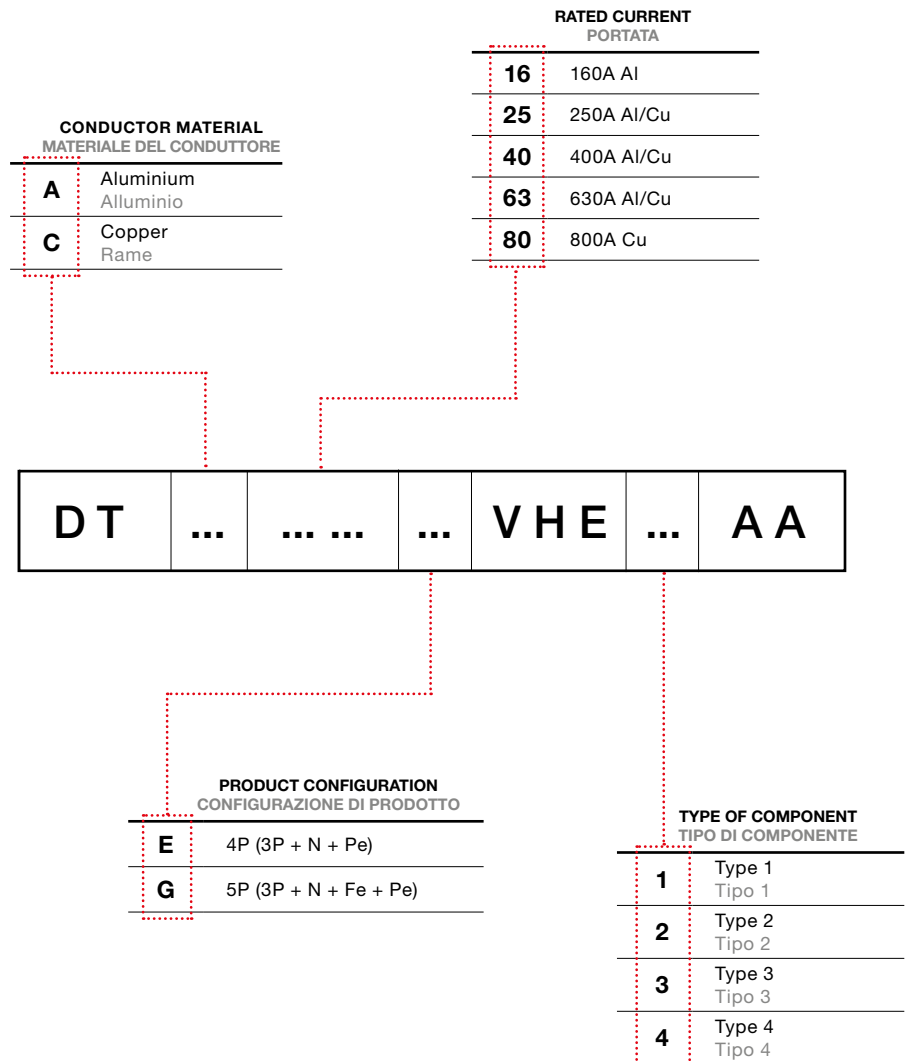 RATED CURRENT
PORTATA
16 160A Al
25 250A Al/Cu
40 400A Al/Cu
63 630A Al/Cu
80 800A Cu
CONDUCTOR MATERIAL
MATERIALE DEL CONDUTTORE
A Aluminium
Alluminio
C Copper
Rame
D T ... ... ... ... V H E ... A A
PRODUCT CONFIGURATION
CONFIGURAZIONE DI PRODOTTO
E 4P (3P + N + Pe)
G 5P (3P + N + Fe + Pe)
TYPE OF COMPONENT
TIPO DI COMPONENTE
1 Type 1
Tipo 1
2 Type 2
Tipo 2
3 Type 3
Tipo 3
4 Type 4
Tipo 4